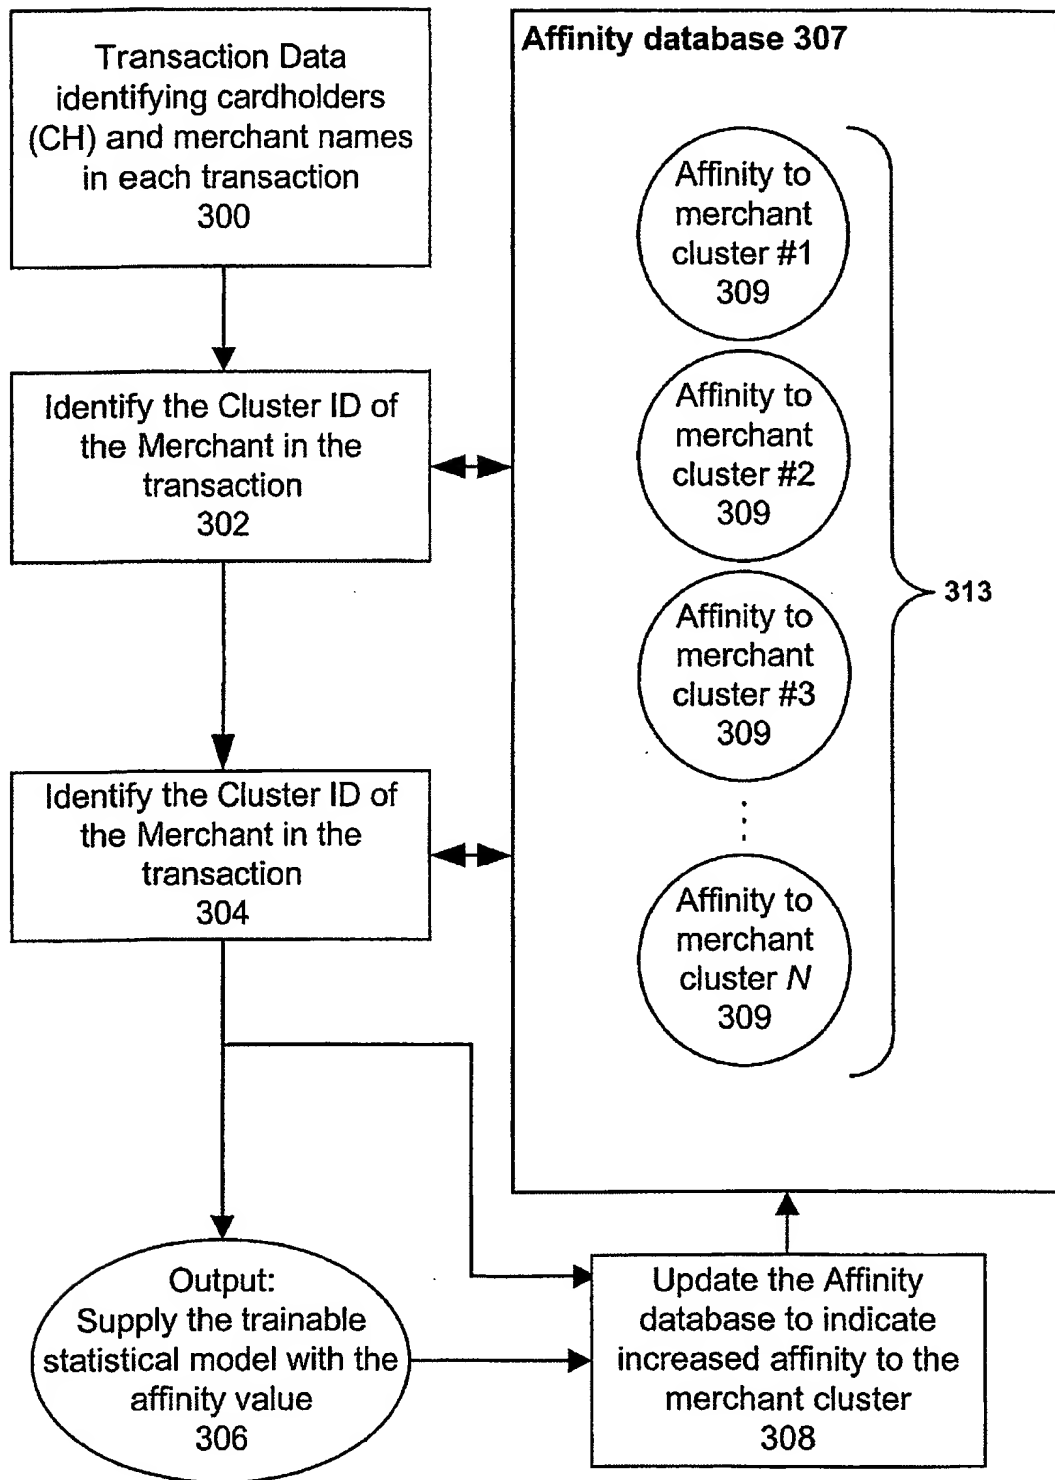 Transaction Data
identifying cardholders
(CH) and merchant names
in each transaction
300
Identify the Cluster ID of
the Merchant in the
transaction
302
Identify the Cluster ID of
the Merchant in the
transaction
304
Output:
Supply the trainable
statistical model with the
affinity value
306
Affinity database 307
Affinity to
merchant
cluster #1
309
Affinity to
merchant
cluster #2
309
Affinity to
merchant
cluster #3
309
Affinity to
merchant
cluster N
309
313
Update the Affinity
database to indicate
increased affinity to the
merchant cluster
308